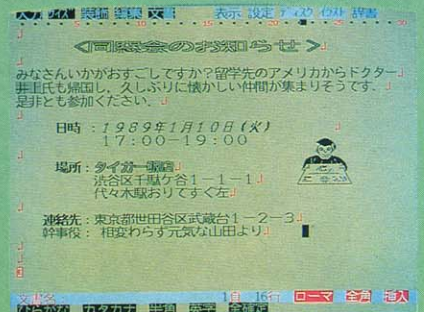 入力 サイズ 装飾 編集 文書 表示 設定 ディスク イラスト 辞書
<同窓会のお知らせ>
みなさんいかがおすごしですか?留学先のアメリカからドクター
井上氏も帰国し、久しぶりに懐かしい仲間が集まりそうです。
是非とも参加ください。
日時:1989年1月10日(火)
17:00-19:00
場所:タイガー
渋谷区千駄ケ谷1-1-1
代々木駅おりてすぐ左
連絡先:東京都世田谷区武蔵台1-2-3
幹事役: 相変わらず元気な山田より
文書名: 1頁 16行 ローマ 全角 挿入
ひらがな カタカナ 半角 英字 全確定